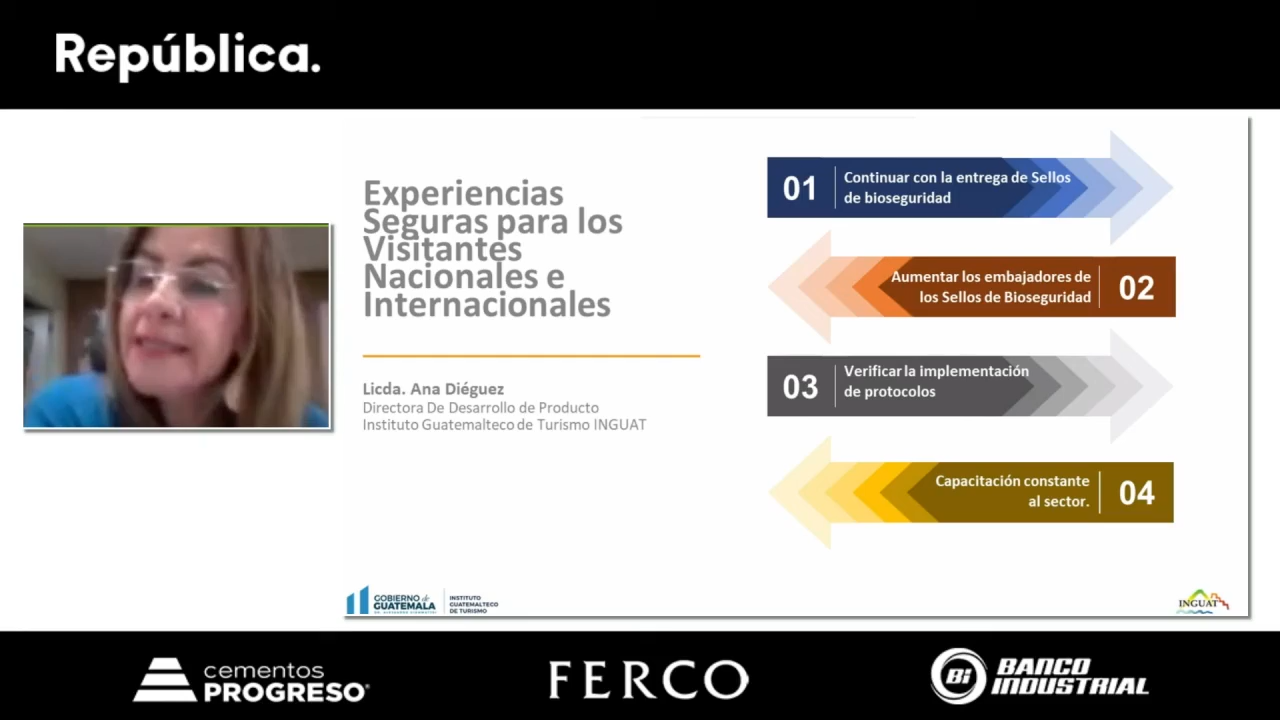 República.
Experiencias
Seguras para los
Visitantes
Nacionales e
Internacionales
Licda. Ana Diéguez
Directora De Desarrollo de Producto
Instituto Guatemalteco de Turismo INGUAT
01
Continuar con la entrega de Sellos
de bioseguridad
Aumentar los embajadores de
los Sellos de Bioseguridad
02
03
Verificar la implementación
de protocolos
Capacitación constante
al sector.
04
GOBIERNO de
GUATEMALA
INSTITUTO
GUATEMALTECO
DE TURISMO
INGUAT
cementos
PROGRESO
FERCO
Bi
BANCO
INDUSTRIAL